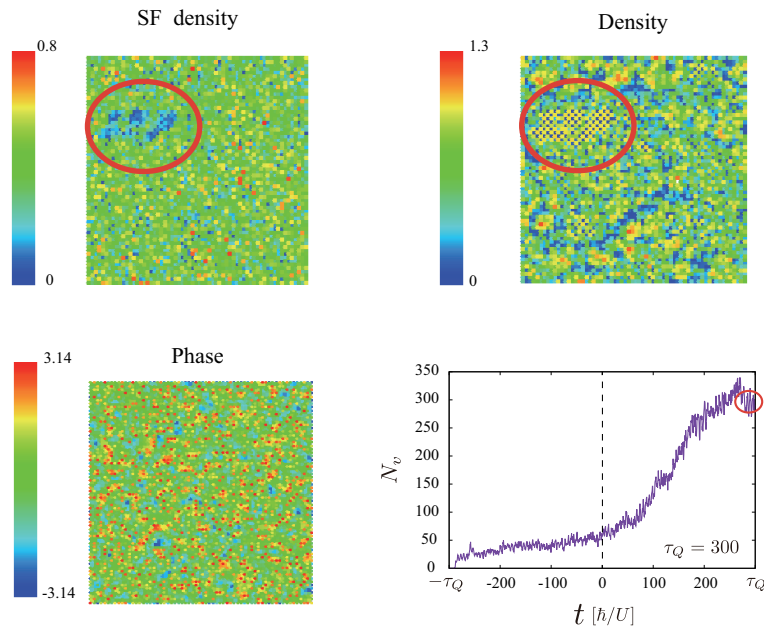 SF density
0.8
0
Density
1.3
0
Phase
3.14
-3.14
350
300
250
200
150
100
50
0
N_v
τ_Q = 300
−τ_Q -200 -100 0 100 200 τ_Q
t [ℏ/U]